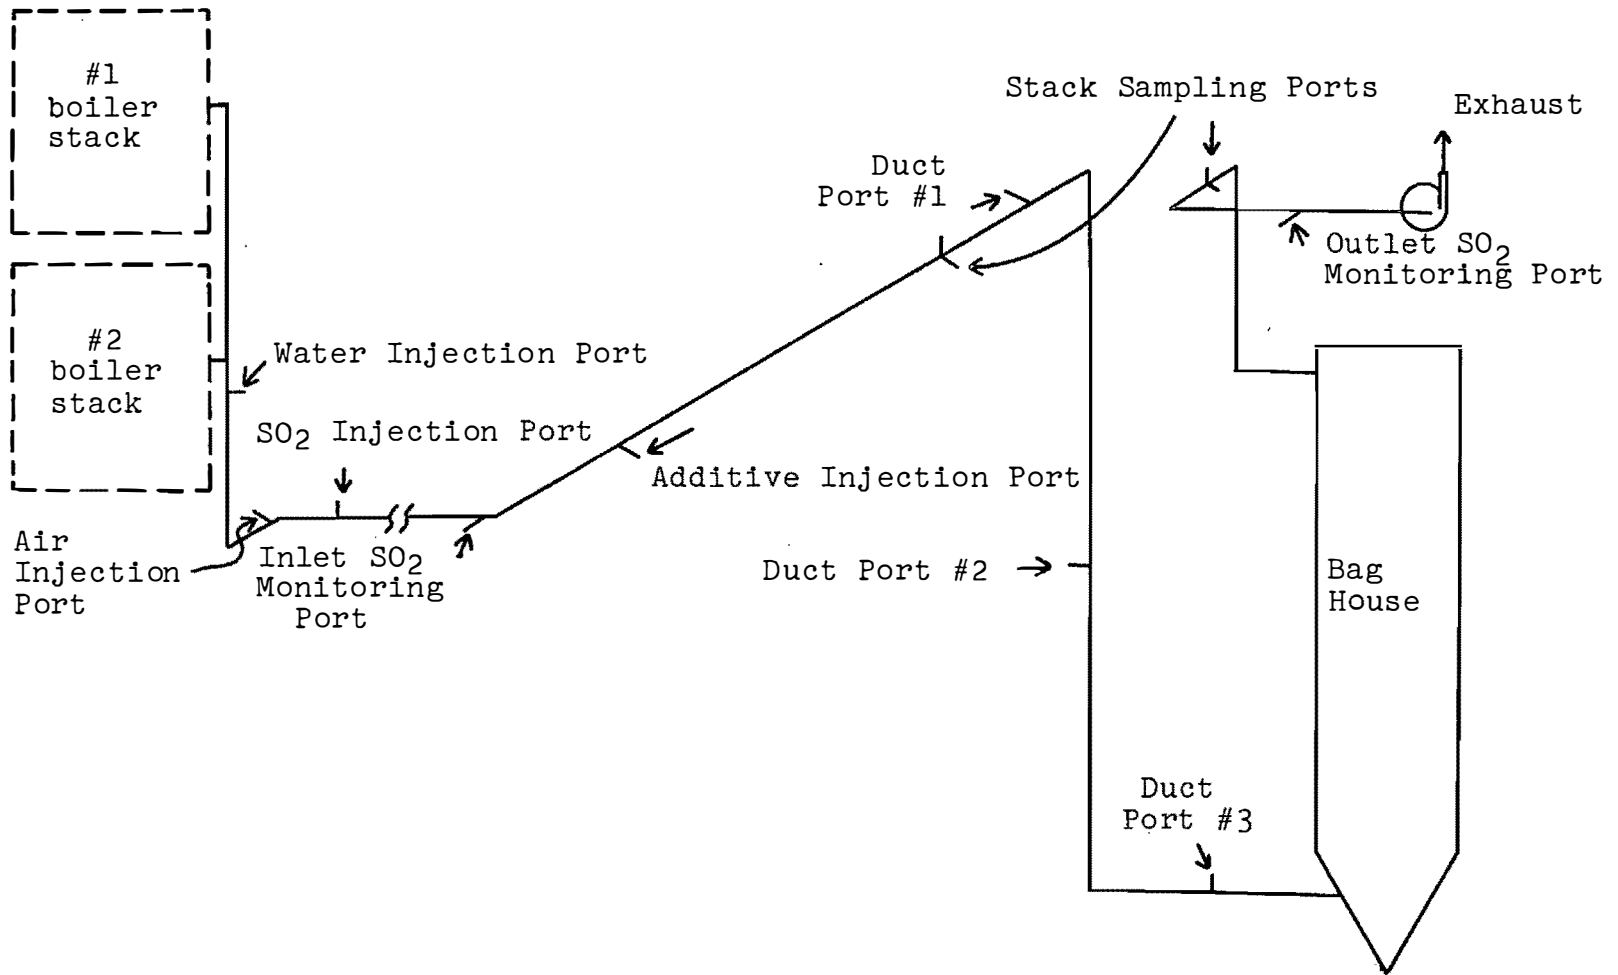 #1
boiler
stack
Stack Sampling Ports
Exhaust
Duct
Port #1
Outlet SO2
Monitoring Port
#2
boiler
stack
Water Injection Port
SO2 Injection Port
Additive Injection Port
Air
Injection
Port
Inlet SO2
Monitoring
Port
Duct Port #2
Bag
House
Duct
Port #3